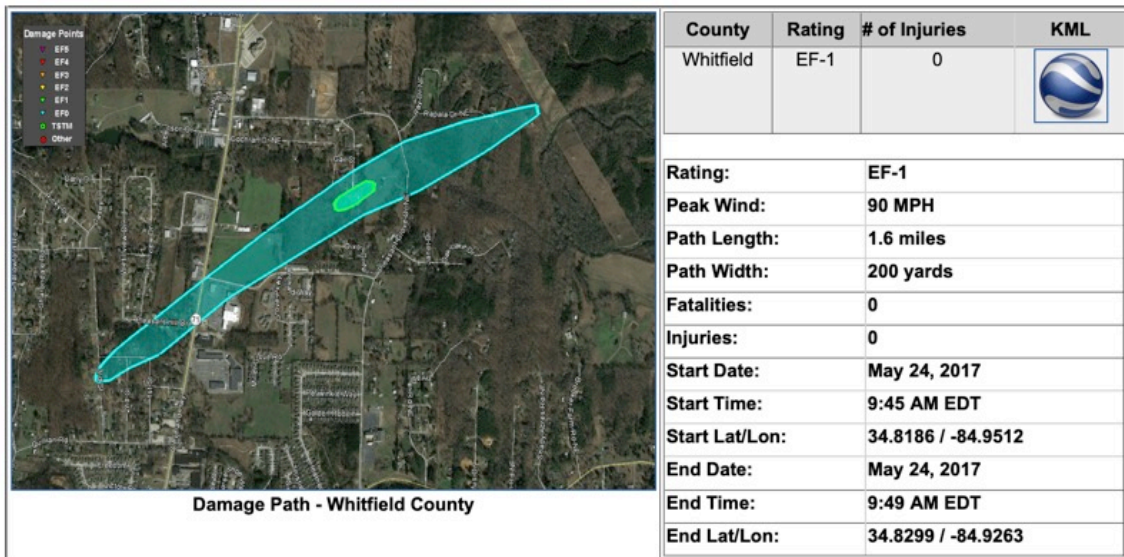 Damage Points
EF5
EF4
EF3
EF2
EF1
EF0
TSTM
Other
71
Damage Path - Whitfield County
County Rating # of Injuries KML
Whitfield EF-1 0
Rating: EF-1
Peak Wind: 90 MPH
Path Length: 1.6 miles
Path Width: 200 yards
Fatalities: 0
Injuries: 0
Start Date: May 24, 2017
Start Time: 9:45 AM EDT
Start Lat/Lon: 34.8186 / -84.9512
End Date: May 24, 2017
End Time: 9:49 AM EDT
End Lat/Lon: 34.8299 / -84.9263